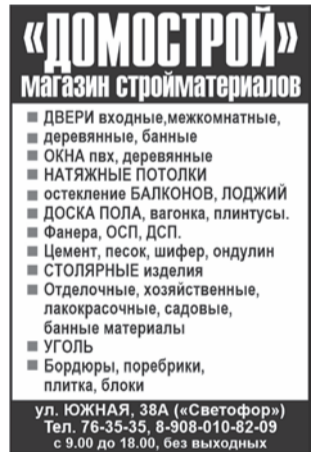 «ДОМОСТРОЙ»
магазин стройматериалов
ДВЕРИ входные,межкомнатные,
деревянные, банные
ОКНА пвх, деревянные
НАТЯЖНЫЕ ПОТОЛКИ
остекление БАЛКОНОВ, ЛОДЖИЙ
ДОСКА ПОЛА, вагонка, плинтусы.
Фанера, ОСП, ДСП.
Цемент, песок, шифер, ондулин
СТОЛЯРНЫЕ изделия
Отделочные, хозяйственные,
лакокрасочные, садовые,
банные материалы
УГОЛЬ
Бордюры, поребрики,
плитка, блоки
ул. ЮЖНАЯ, 38А («Светофор»)
Тел. 76-35-35, 8-908-010-82-09
с 9.00 до 18.00, без выходных